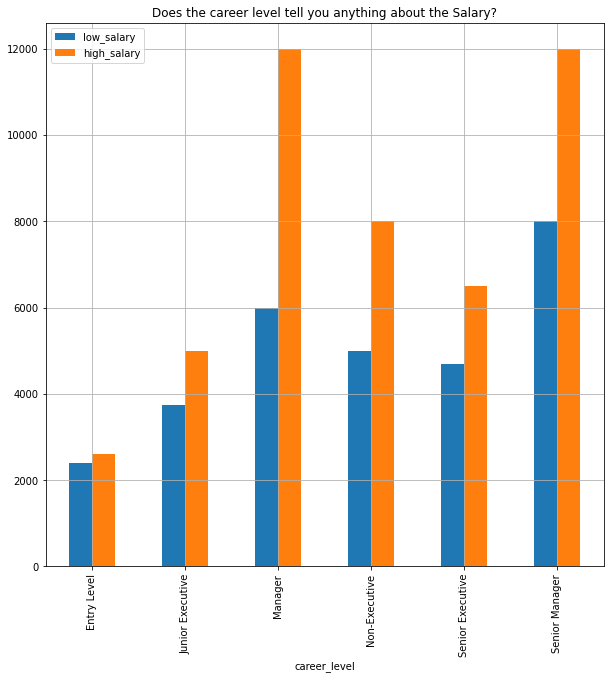 Does the career level tell you anything about the Salary?
low_salary
high_salary
12000
10000
8000
6000
4000
2000
0
Entry Level
Junior Executive
Manager
Non-Executive
Senior Executive
Senior Manager
career_level